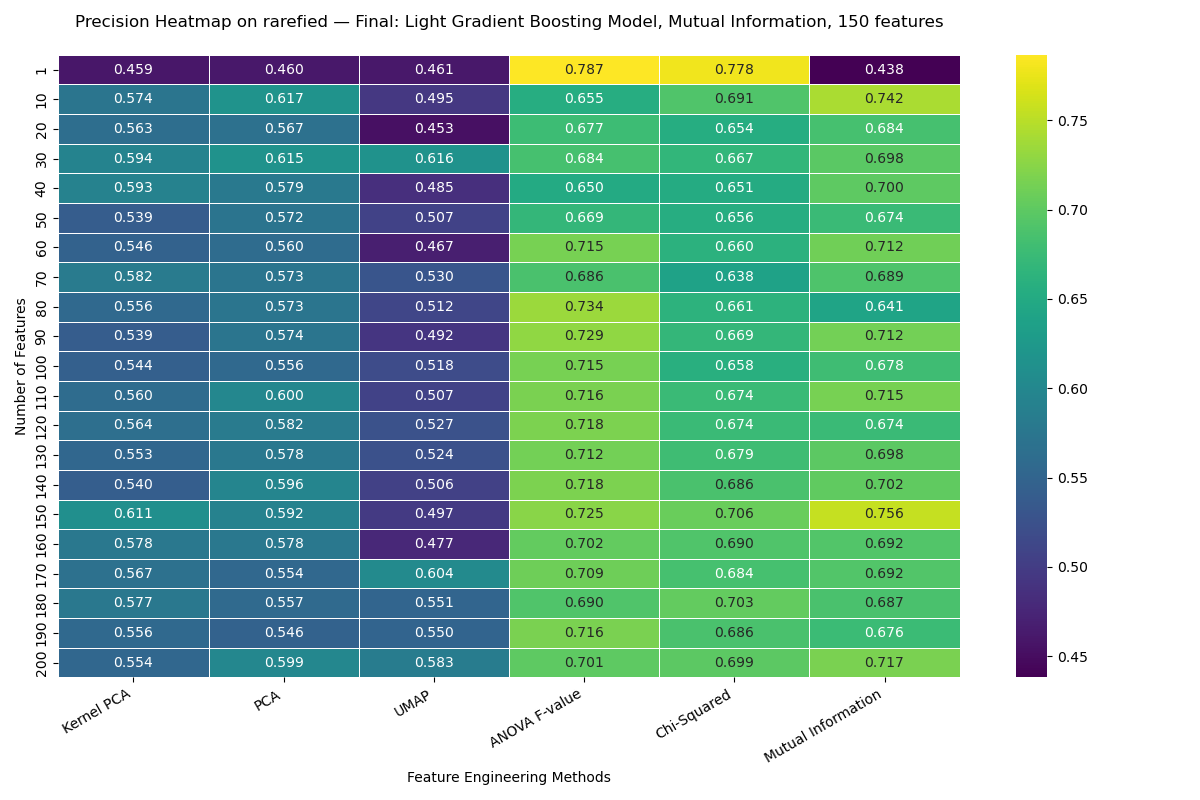 Precision Heatmap on rarefied — Final: Light Gradient Boosting Model, Mutual Information, 150 features
1 0.459 0.460 0.461 0.787 0.778 0.438
10 0.574 0.617 0.495 0.655 0.691 0.742
20 0.563 0.567 0.453 0.677 0.654 0.684
30 0.594 0.615 0.616 0.684 0.667 0.698
40 0.593 0.579 0.485 0.650 0.651 0.700
50 0.539 0.572 0.507 0.669 0.656 0.674
60 0.546 0.560 0.467 0.715 0.660 0.712
70 0.582 0.573 0.530 0.686 0.638 0.689
80 0.556 0.573 0.512 0.734 0.661 0.641
90 0.539 0.574 0.492 0.729 0.669 0.712
100 0.544 0.556 0.518 0.715 0.658 0.678
110 0.560 0.600 0.507 0.716 0.674 0.715
120 0.564 0.582 0.527 0.718 0.674 0.674
130 0.553 0.578 0.524 0.712 0.679 0.698
140 0.540 0.596 0.506 0.718 0.686 0.702
150 0.611 0.592 0.497 0.725 0.706 0.756
160 0.578 0.578 0.477 0.702 0.690 0.692
170 0.567 0.554 0.604 0.709 0.684 0.692
180 0.577 0.557 0.551 0.690 0.703 0.687
190 0.556 0.546 0.550 0.716 0.686 0.676
200 0.554 0.599 0.583 0.701 0.699 0.717
Number of Features
Kernel PCA PCA UMAP ANOVA F-value Chi-Squared Mutual Information
Feature Engineering Methods
0.75
0.70
0.65
0.60
0.55
0.50
0.45